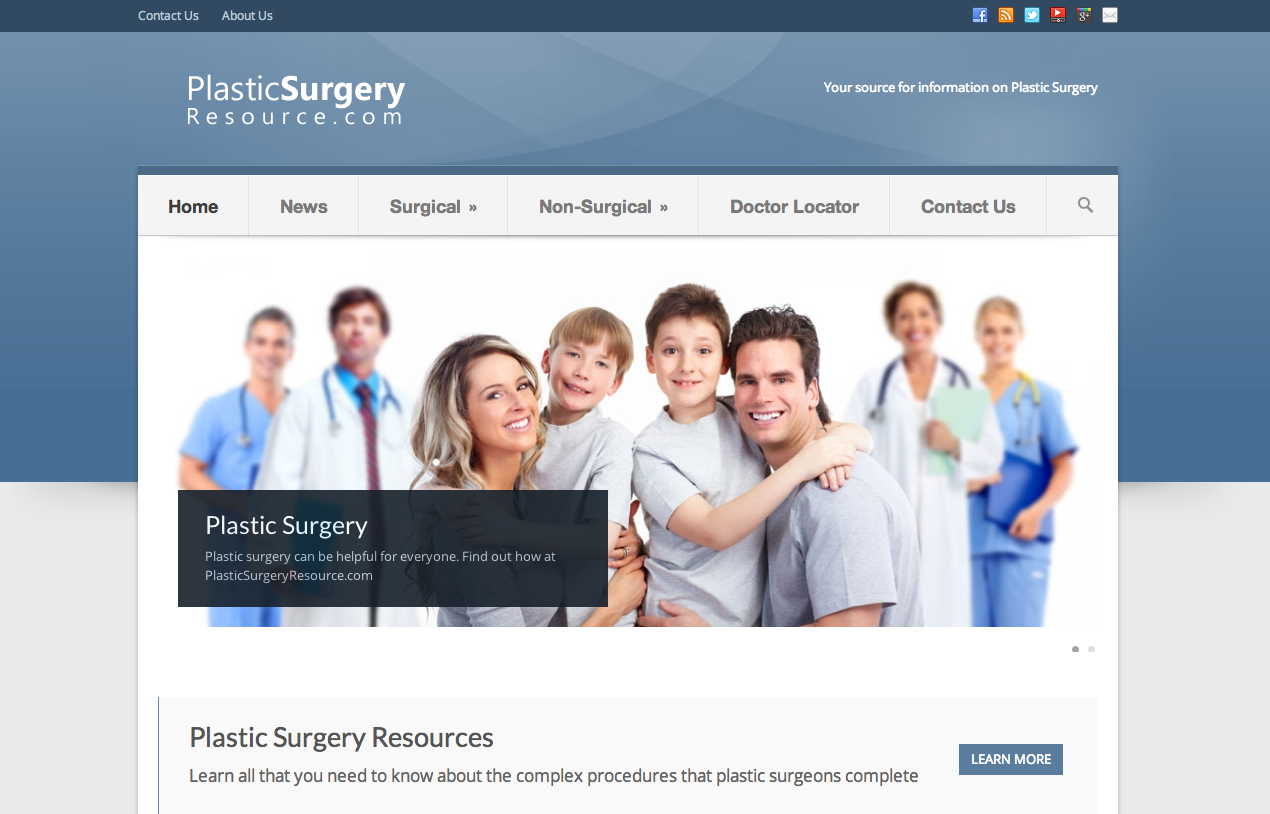 Contact Us About Us
PlasticSurgery
Resource.com
Your source for information on Plastic Surgery
Home News Surgical » Non-Surgical » Doctor Locator Contact Us
Plastic Surgery
Plastic surgery can be helpful for everyone. Find out how at
PlasticSurgeryResource.com
Plastic Surgery Resources
Learn all that you need to know about the complex procedures that plastic surgeons complete
LEARN MORE